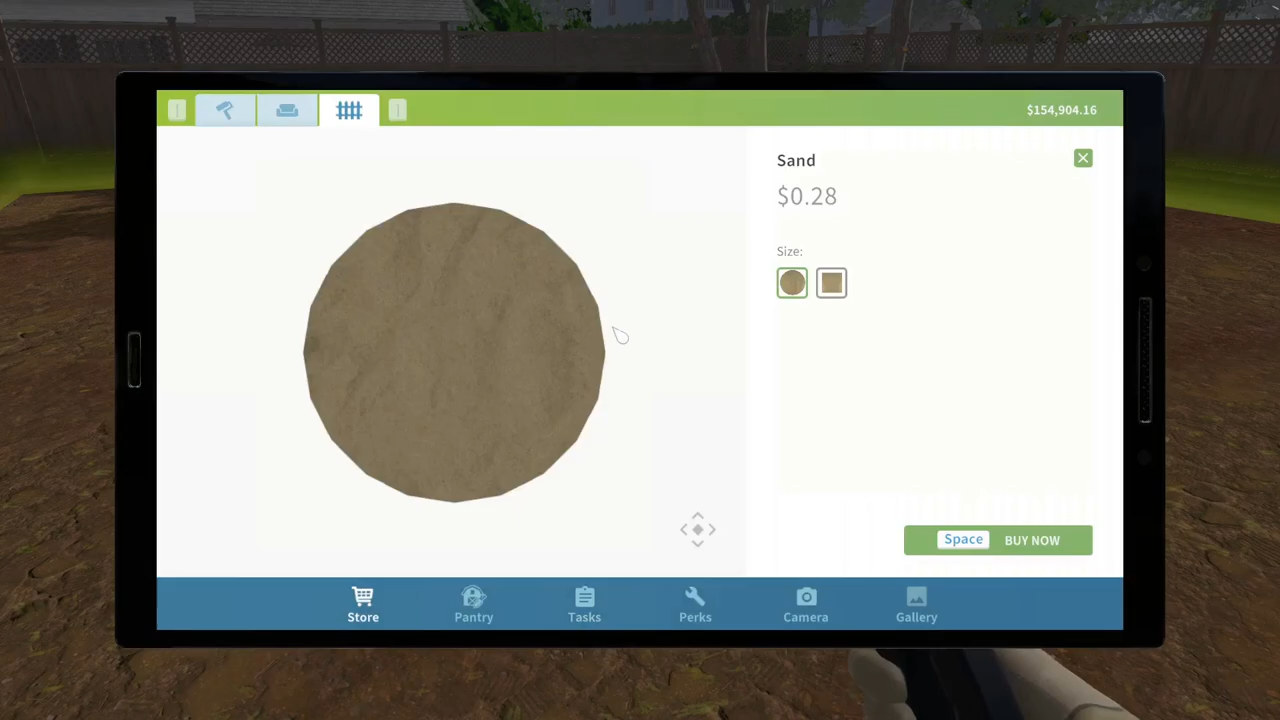 $154,904.16
Sand
$0.28
Size:
Space BUY NOW
Store
Pantry
Tasks
Perks
Camera
Gallery